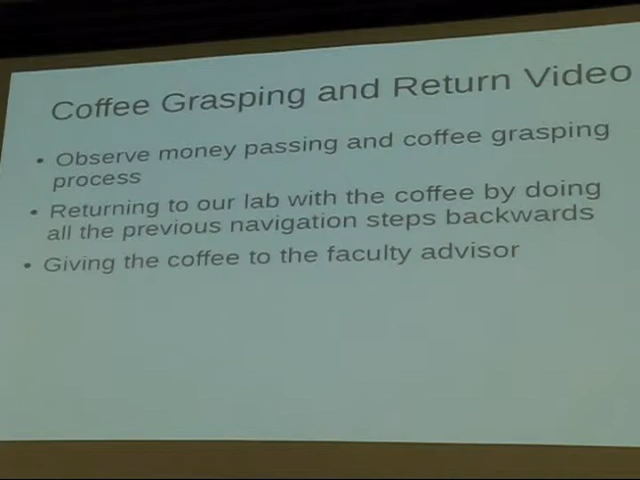 Coffee Grasping and Return Video
• Observe money passing and coffee grasping
process
• Returning to our lab with the coffee by doing
all the previous navigation steps backwards
• Giving the coffee to the faculty advisor